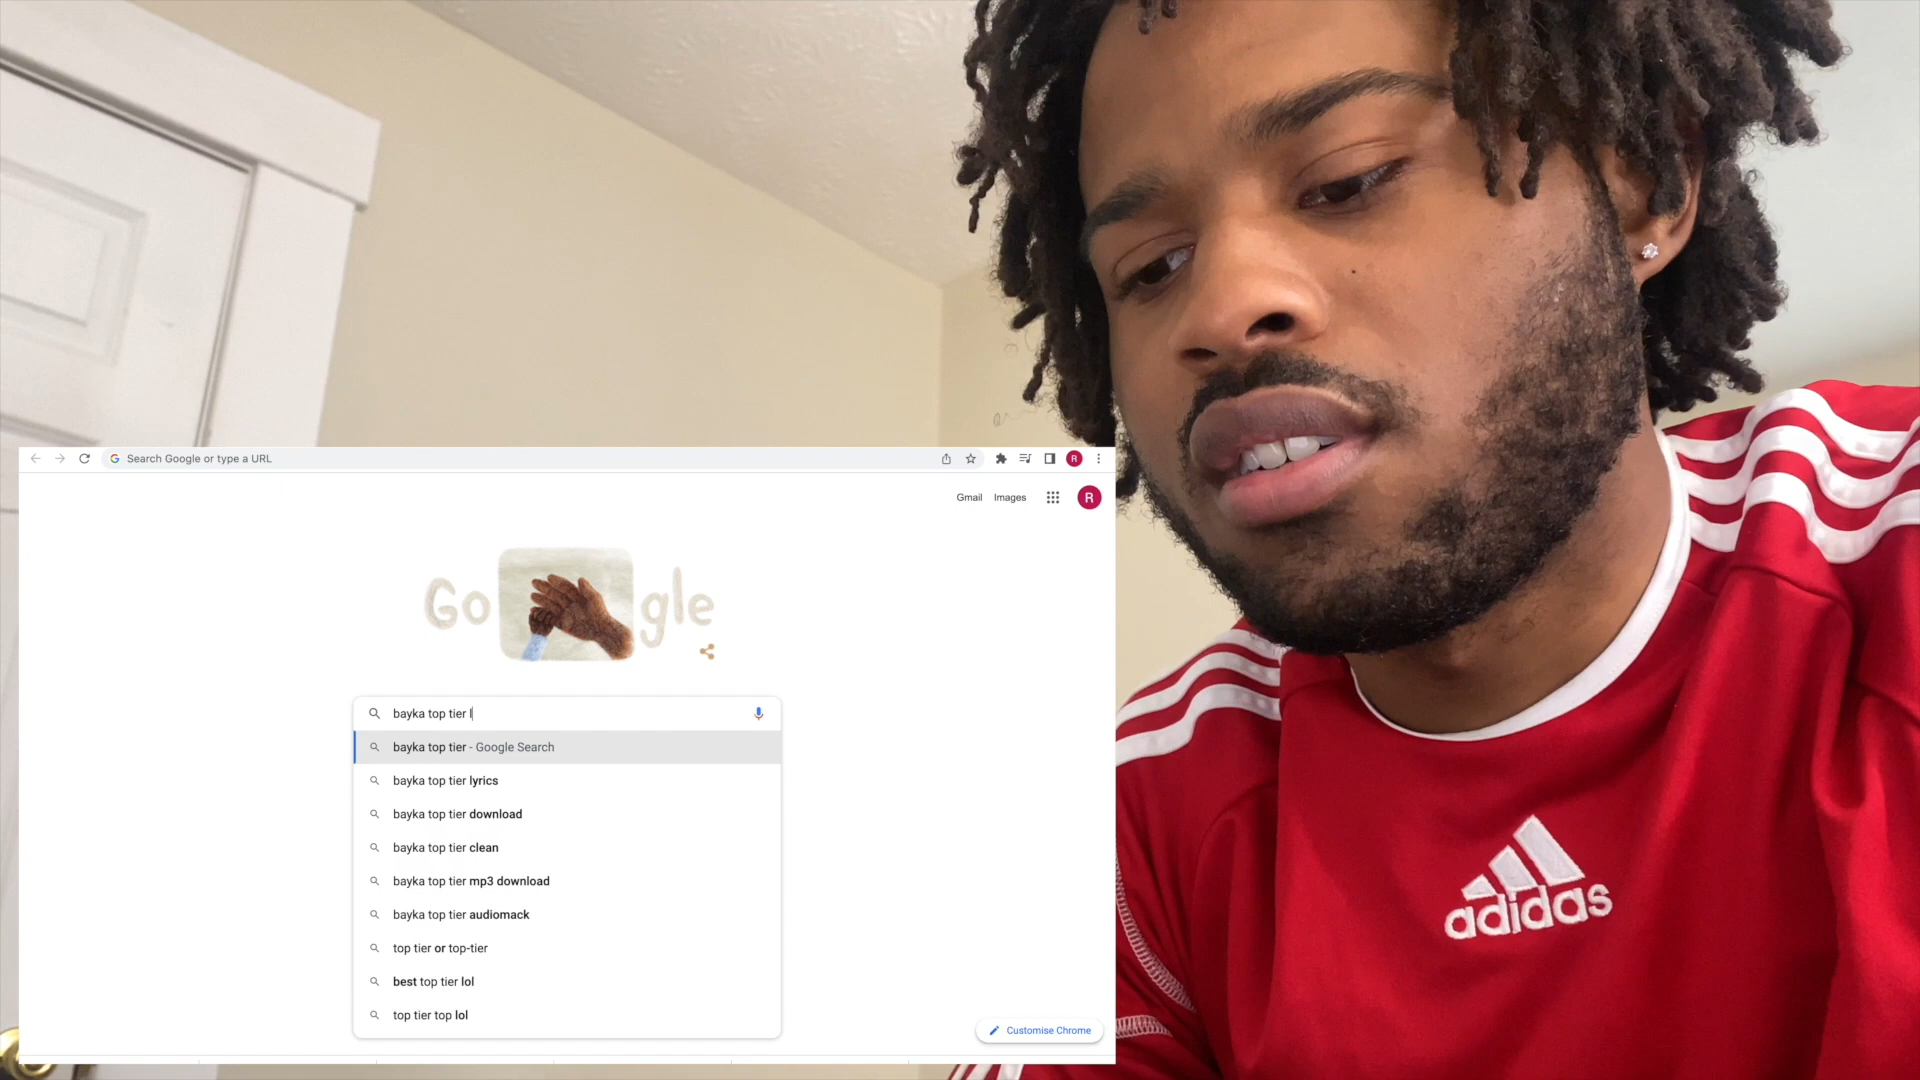 Search Google or type a URL
R
Gmail Images
R
Go gle
bayka top tier l
bayka top tier - Google Search
bayka top tier lyrics
bayka top tier download
bayka top tier clean
bayka top tier mp3 download
bayka top tier audiomack
top tier or top-tier
best top tier lol
top tier top lol
Customise Chrome
adidas